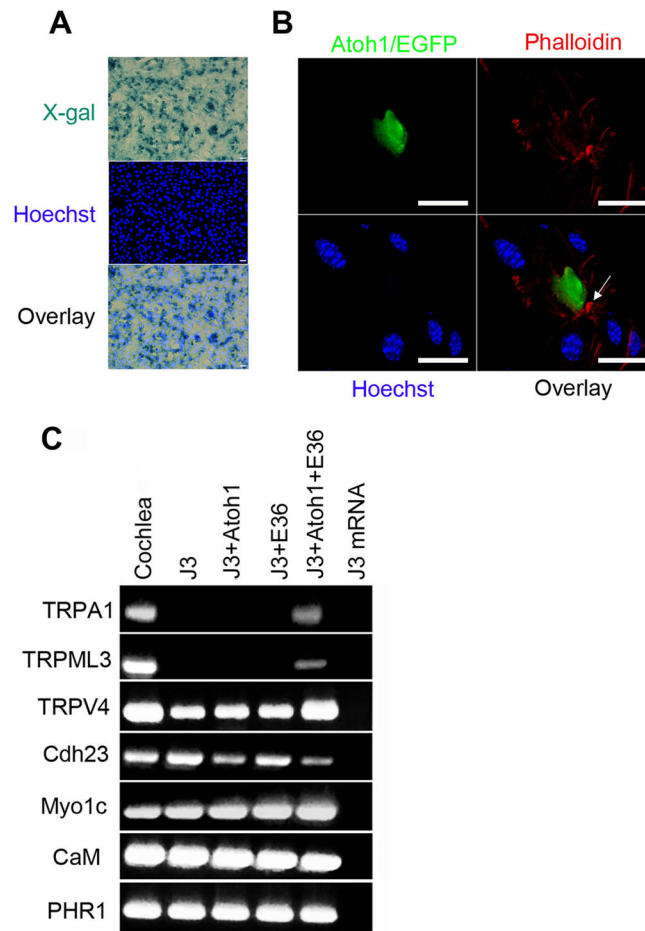 A
X-gal
Hoechst
Overlay
B
Atoh1/EGFP
Phalloidin
Hoechst
Overlay
C
Cochlea
J3
J3+Atoh1
J3+E36
J3+Atoh1+E36
J3 mRNA
TRPA1
TRPML3
TRPV4
Cdh23
Myo1c
CaM
PHR1